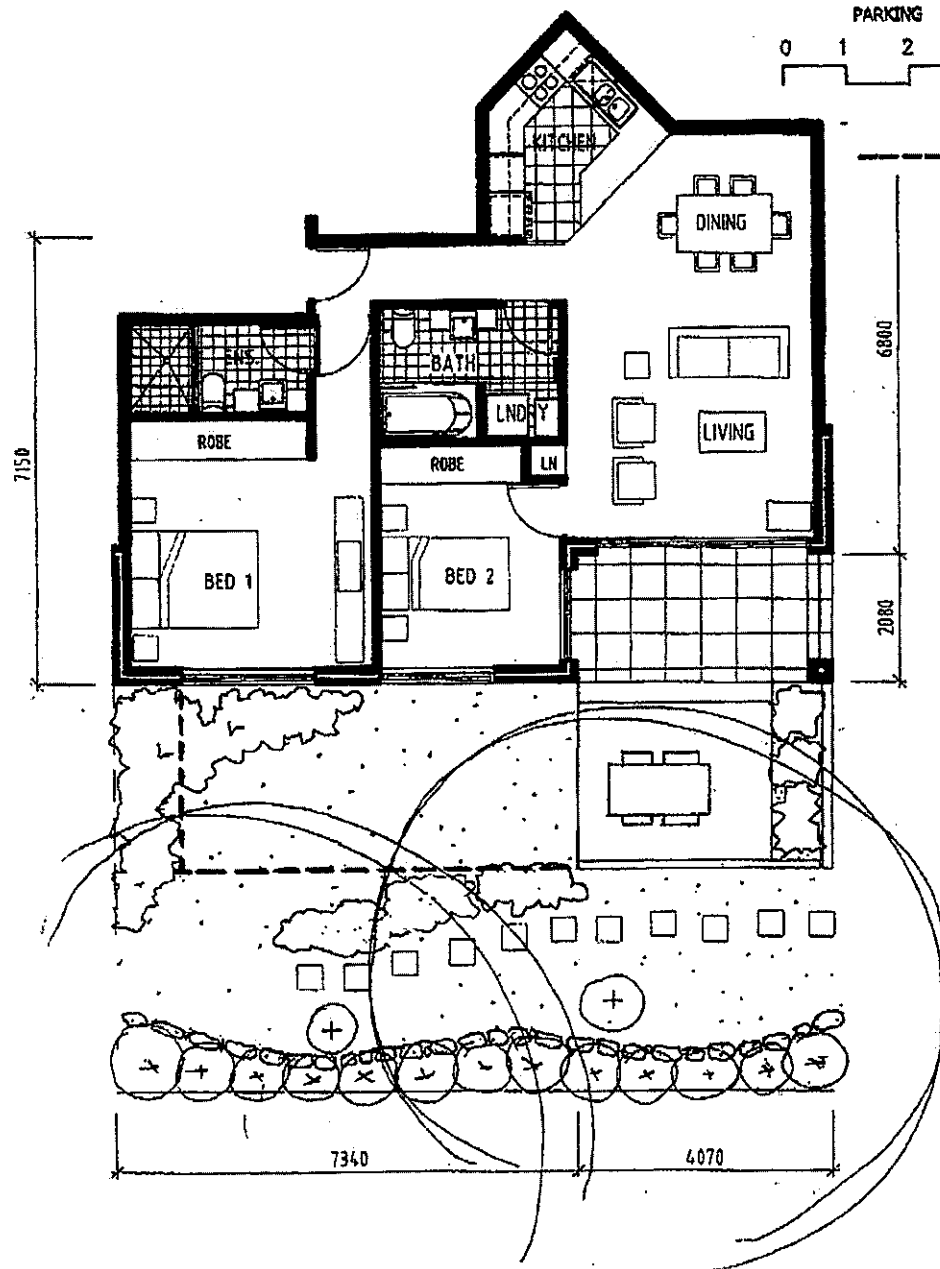 PARKING
0 1 2
KITCHEN
DINING
6800
ENS.
BATH
LNDRY
LIVING
ROBE
ROBE
LN
7150
BED 1
BED 2
2080
7340
4070